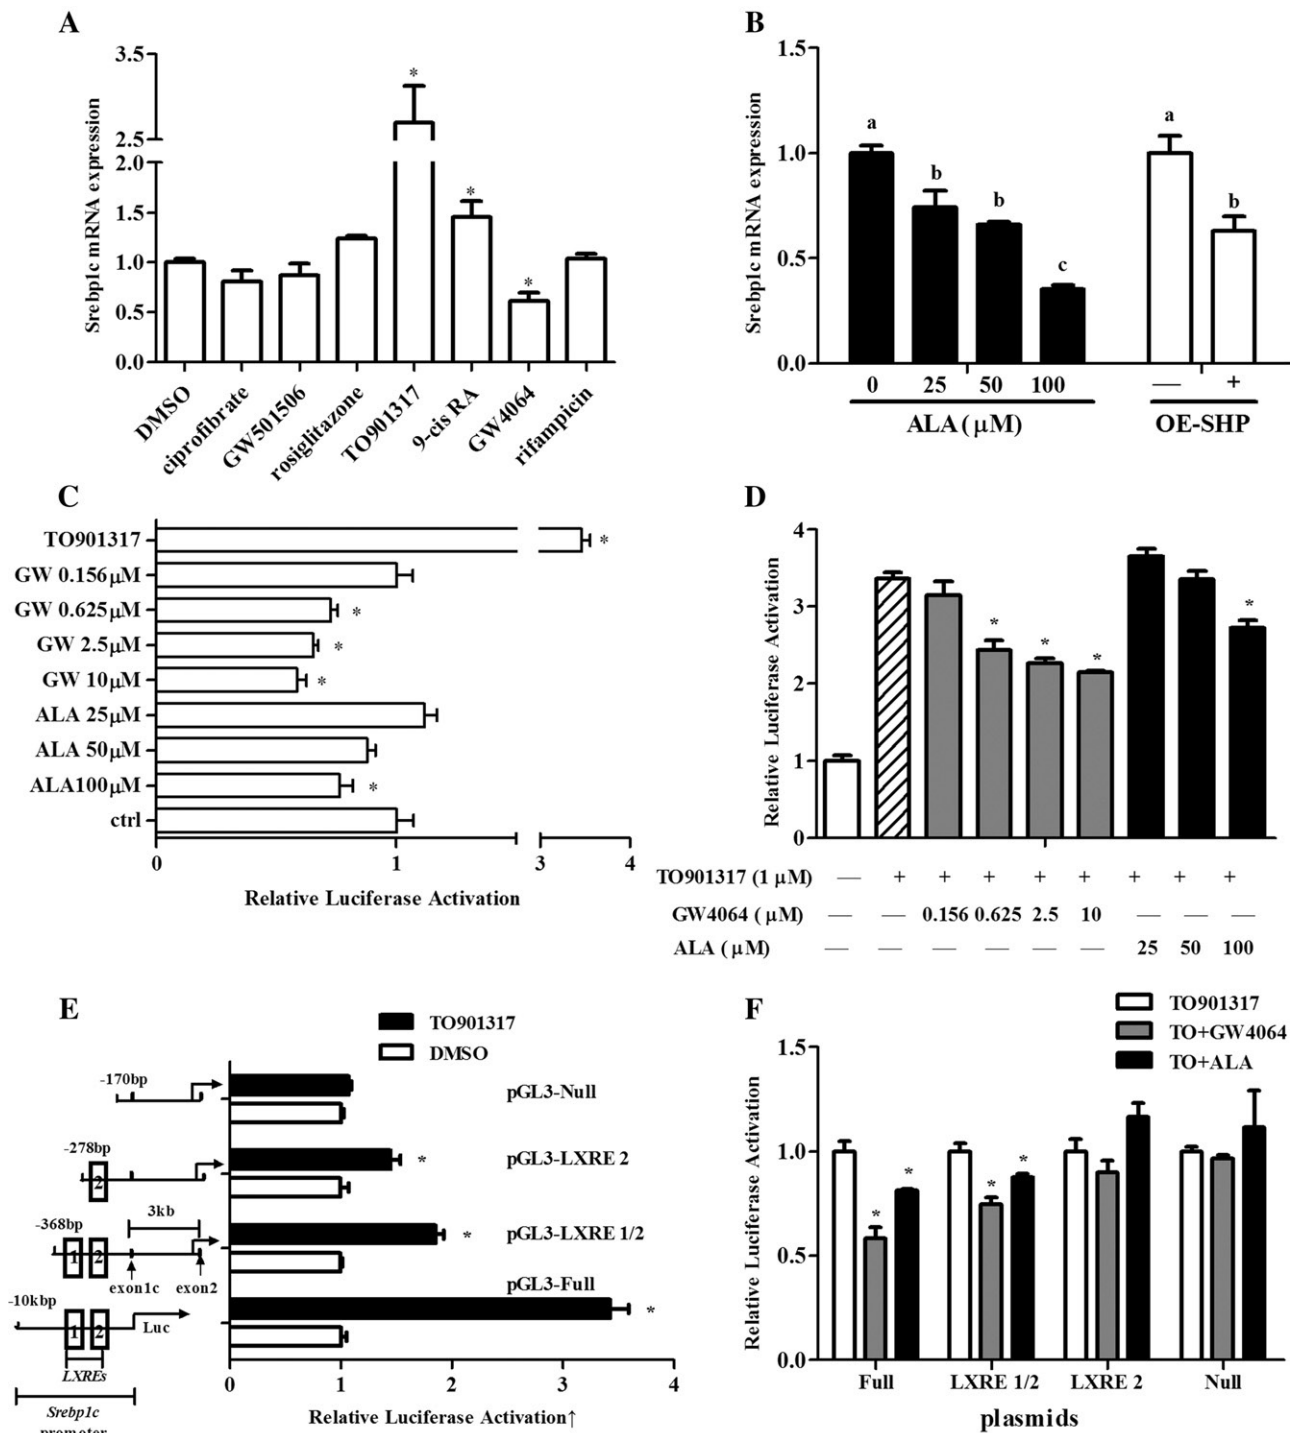 A
Srebp1c mRNA expression
3.5
2.5
2.0
1.5
1.0
0.5
0.0
*
*
*
DMSO
ciprofibrate
GW501506
rosiglitazone
TO901317
9-cis RA
GW4064
rifampicin
B
Srebp1c mRNA expression
1.5
1.0
0.5
0.0
a
b
b
c
a
b
0 25 50 100 — +
ALA ( μM) OE-SHP
C
TO901317 *
GW 0.156μM
GW 0.625μM *
GW 2.5μM *
GW 10μM *
ALA 25μM
ALA 50μM
ALA100μM *
ctrl
0 1 3 4
Relative Luciferase Activation
D
Relative Luciferase Activation
4
3
2
1
0
* * * *
TO901317 (1 μM) — + + + + + + + +
GW4064 ( μM) — — 0.156 0.625 2.5 10 — — —
ALA ( μM) — — — — — — 25 50 100
E
TO901317
DMSO
-170bp
pGL3-Null
-278bp
2
*
pGL3-LXRE 2
3kb
-368bp
1 2
exon1c exon2
*
pGL3-LXRE 1/2
pGL3-Full
-10kbp
1 2
Luc
*
LXREs
Srebp1c
promoter
0 1 2 3 4
Relative Luciferase Activation↑
F
TO901317
TO+GW4064
TO+ALA
Relative Luciferase Activation
1.5
1.0
0.5
0.0
* * * *
Full LXRE 1/2 LXRE 2 Null
plasmids